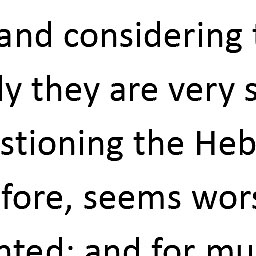 and considering
ly they are very s
stioning the Heb
fore, seems wors
nted; and for mu